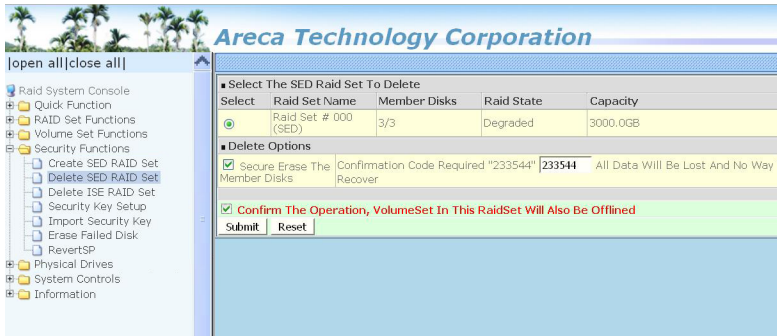 Areca Technology Corporation
|open all|close all|
Raid System Console
Quick Function
RAID Set Functions
Volume Set Functions
Security Functions
Create SED RAID Set
Delete SED RAID Set
Delete ISE RAID Set
Security Key Setup
Import Security Key
Erase Failed Disk
RevertSP
Physical Drives
System Controls
Information
Select The SED Raid Set To Delete
Select Raid Set Name Member Disks Raid State Capacity
Raid Set # 000 (SED) 3/3 Degraded 3000.0GB
Delete Options
Secure Erase The Member Disks
Confirmation Code Required "233544" 233544 All Data Will Be Lost And No Way
Recover
Confirm The Operation, VolumeSet In This RaidSet Will Also Be Offlined
Submit Reset